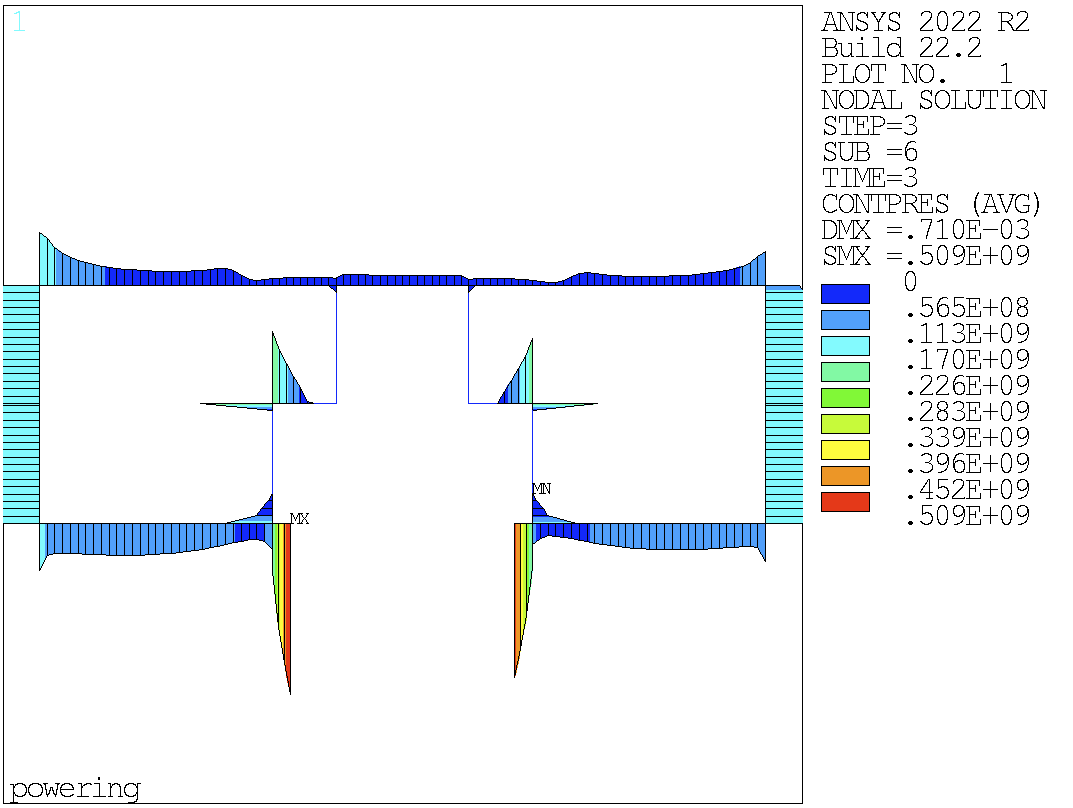 1
ANSYS 2022 R2
Build 22.2
PLOT NO. 1
NODAL SOLUTION
STEP=3
SUB =6
TIME=3
CONTPRES (AVG)
DMX =.710E-03
SMX =.509E+09
0
.565E+08
.113E+09
.170E+09
.226E+09
.283E+09
.339E+09
.396E+09
.452E+09
.509E+09
MN
MX
powering